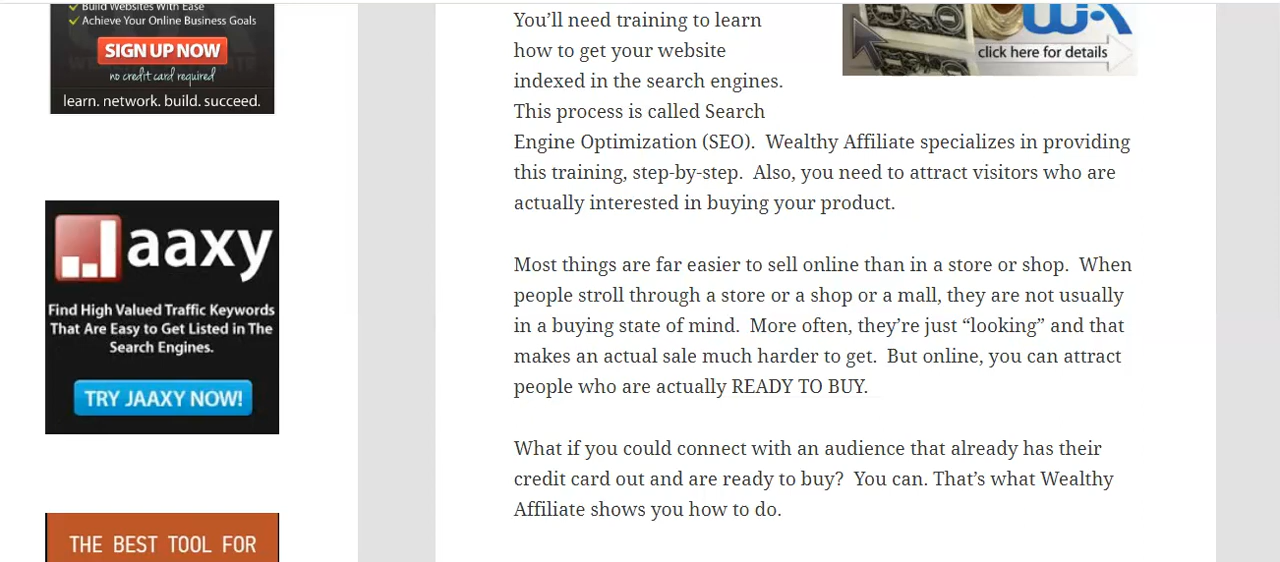 Build Websites With Ease
Achieve Your Online Business Goals
SIGN UP NOW
no credit card required
learn. network. build. succeed.
Jaaxy
Find High Valued Traffic Keywords
That Are Easy to Get Listed in The
Search Engines.
TRY JAAXY NOW!
THE BEST TOOL FOR
You’ll need training to learn
how to get your website
indexed in the search engines.
This process is called Search
Engine Optimization (SEO).  Wealthy Affiliate specializes in providing
this training, step-by-step.  Also, you need to attract visitors who are
actually interested in buying your product.
WA
click here for details
Most things are far easier to sell online than in a store or shop.  When
people stroll through a store or a shop or a mall, they are not usually
in a buying state of mind.  More often, they’re just “looking” and that
makes an actual sale much harder to get.  But online, you can attract
people who are actually READY TO BUY.
What if you could connect with an audience that already has their
credit card out and are ready to buy?  You can. That’s what Wealthy
Affiliate shows you how to do.